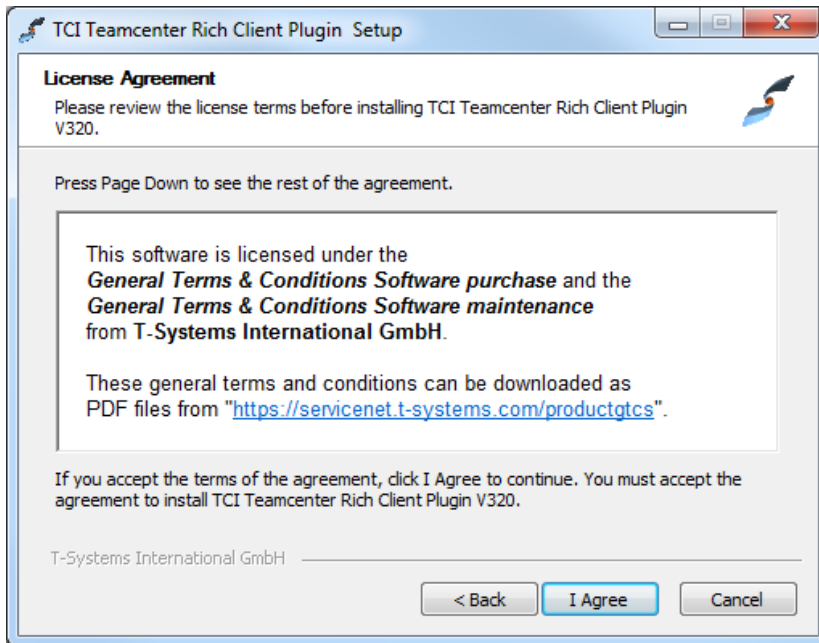 TCI Teamcenter Rich Client Plugin  Setup
License Agreement
Please review the license terms before installing TCI Teamcenter Rich Client Plugin
V320.
Press Page Down to see the rest of the agreement.
This software is licensed under the
General Terms & Conditions Software purchase and the
General Terms & Conditions Software maintenance
from T-Systems International GmbH.
These general terms and conditions can be downloaded as
PDF files from "https://servicenet.t-systems.com/productgtcs".
If you accept the terms of the agreement, click I Agree to continue. You must accept the
agreement to install TCI Teamcenter Rich Client Plugin V320.
T-Systems International GmbH
< Back
I Agree
Cancel